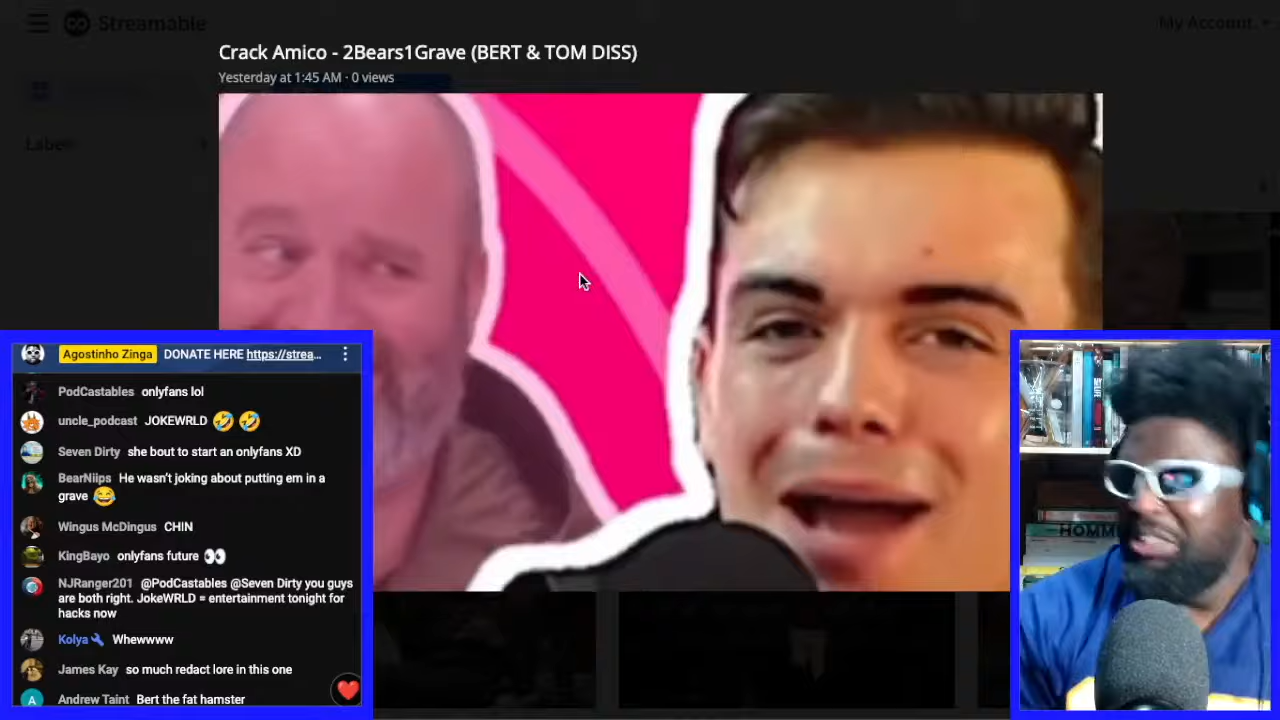 Streamable
My Account
Crack Amico - 2Bears1Grave (BERT & TOM DISS)
Yesterday at 1:45 AM · 0 views
Label
Agostinho Zinga DONATE HERE https://strea...
PodCastables onlyfans lol
uncle_podcast JOKEWRLD 🤣 🤣
Seven Dirty she bout to start an onlyfans XD
BearNiips He wasn't joking about putting em in a
grave 😂
Wingus McDingus CHIN
KingBayo onlyfans future 👀
NJRanger201 @PodCastables @Seven Dirty you guys
are both right. JokeWRLD = entertainment tonight for
hacks now
Kolya Whewwww
James Kay so much redact lore in this one
A Andrew Taint Bert the fat hamster
HOMME